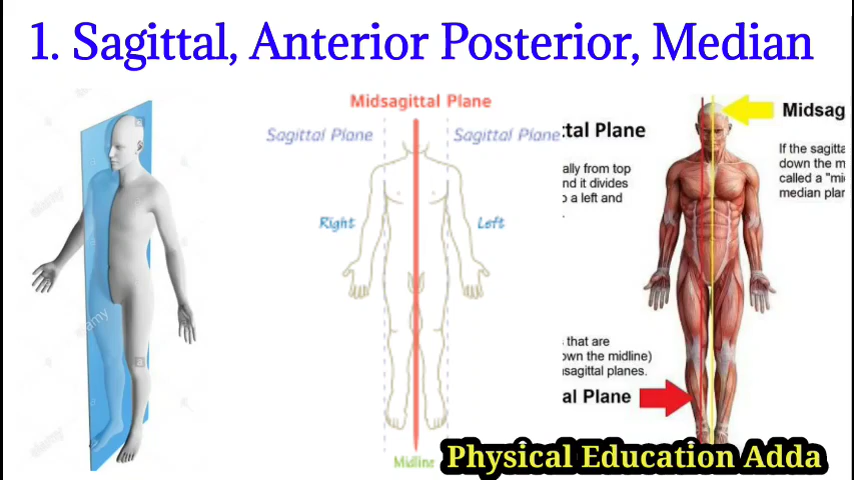 1. Sagittal, Anterior Posterior, Median
Midsagittal Plane
Sagittal Plane
Sagittal Plane
Right
Left
Midline
tal Plane
ally from top
nd it divides
a left and
Midsag
If the sagitta
down the m
called a "mi
median plar
that are
own the midline)
sagittal planes.
al Plane
Physical Education Adda
alamy